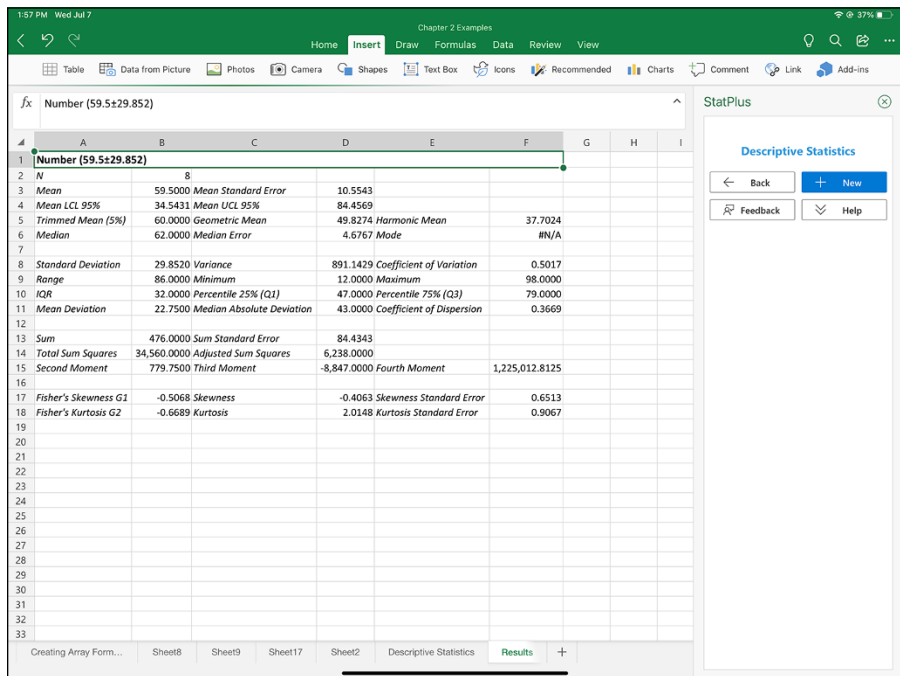 1:57 PM Wed Jul 7 37%
Chapter 2 Examples
Home Insert Draw Formulas Data Review View
Table Data from Picture Photos Camera Shapes Text Box Icons Recommended Charts Comment Link Add-ins
fx Number (59.5±29.852)
StatPlus
A B C D E F G H I
Descriptive Statistics
Back New
Feedback Help
1 Number (59.5±29.852)
2 N 8
3 Mean 59.5000 Mean Standard Error 10.5543
4 Mean LCL 95% 34.5431 Mean UCL 95% 84.4569
5 Trimmed Mean (5%) 60.0000 Geometric Mean 49.8274 Harmonic Mean 37.7024
6 Median 62.0000 Median Error 4.6767 Mode #N/A
7
8 Standard Deviation 29.8520 Variance 891.1429 Coefficient of Variation 0.5017
9 Range 86.0000 Minimum 12.0000 Maximum 98.0000
10 IQR 32.0000 Percentile 25% (Q1) 47.0000 Percentile 75% (Q3) 79.0000
11 Mean Deviation 22.7500 Median Absolute Deviation 43.0000 Coefficient of Dispersion 0.3669
12
13 Sum 476.0000 Sum Standard Error 84.4343
14 Total Sum Squares 34,560.0000 Adjusted Sum Squares 6,238.0000
15 Second Moment 779.7500 Third Moment -8,847.0000 Fourth Moment 1,225,012.8125
16
17 Fisher's Skewness G1 -0.5068 Skewness -0.4063 Skewness Standard Error 0.6513
18 Fisher's Kurtosis G2 -0.6689 Kurtosis 2.0148 Kurtosis Standard Error 0.9067
19
20
21
22
23
24
25
26
27
28
29
30
31
32
33
Creating Array Form... Sheet8 Sheet9 Sheet17 Sheet2 Descriptive Statistics Results +